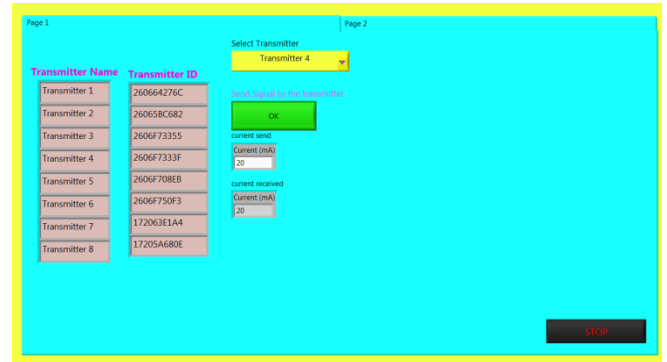 Page 1
Page 2
Select Transmitter
Transmitter 4
Transmitter Name
Transmitter ID
Transmitter 1
260664276C
Transmitter 2
26065BC682
Transmitter 3
2606F73355
Transmitter 4
2606F7333F
Transmitter 5
2606F708EB
Transmitter 6
2606F750F3
Transmitter 7
172063E1A4
Transmitter 8
17205A680E
Send Signal to the transmitter
OK
current send
Current (mA)
20
current received
Current (mA)
20
STOP